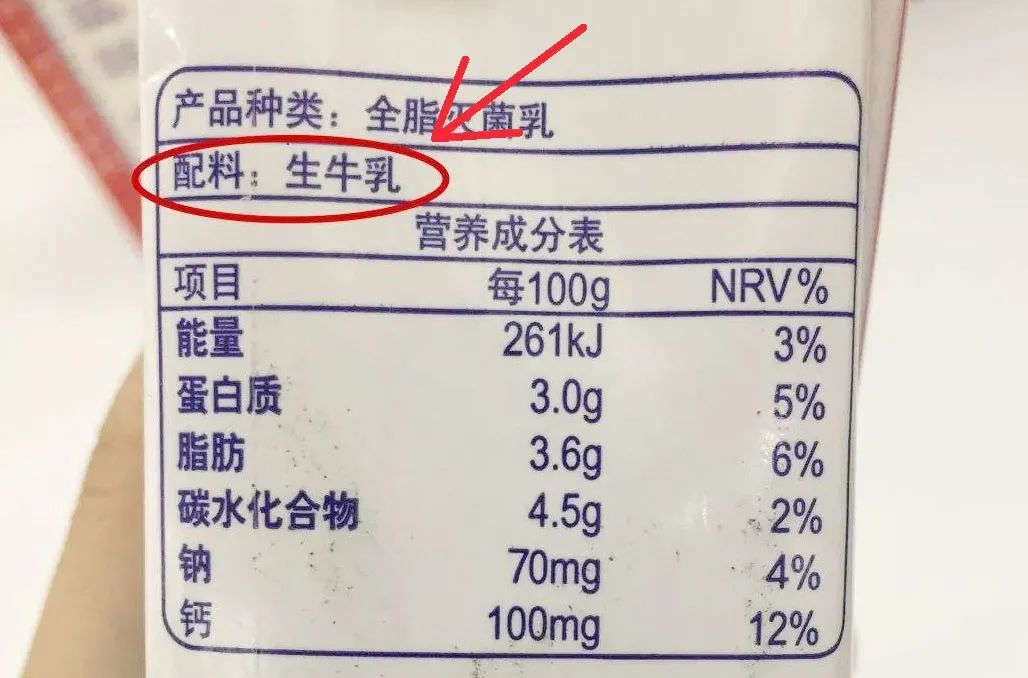 产品种类：全脂灭菌乳
配料：生牛乳
营养成分表
项目 每100g NRV%
能量 261kJ 3%
蛋白质 3.0g 5%
脂肪 3.6g 6%
碳水化合物 4.5g 2%
钠 70mg 4%
钙 100mg 12%